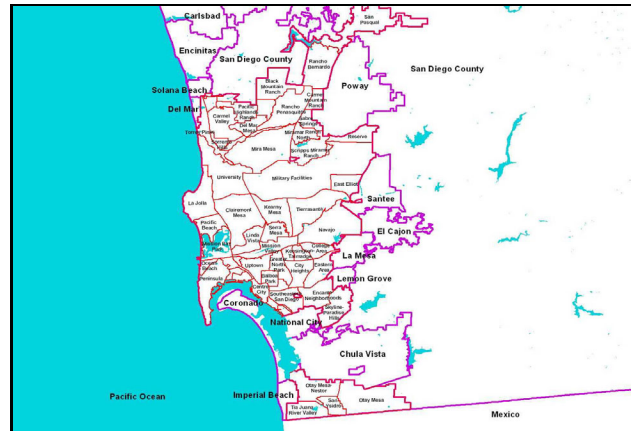 Carlsbad
San
Pasqual
Encinitas
San Diego County
Rancho
Bernardo
Poway
San Diego County
Solana Beach
Black
Mountain
Ranch
Carmel
Mountain
Ranch
Del Mar
Carmel
Valley
Pacific
Highlands
Ranch
Rancho
Penasquitos
Del Mar
Mesa
Sabre
Springs
Torrey Pines
Miramar Ranch
North
Reserve
Sorrento
Hills
Mira Mesa
Scripps Miramar
Ranch
University
Military Facilities
East Elliott
Santee
La Jolla
Clairemont
Mesa
Kearny
Mesa
Tierrasanta
El Cajon
Pacific
Beach
Serra
Mesa
Navajo
Linda
Vista
Mission Bay
Park
Mission
Valley
College
Area
La Mesa
Ocean
Beach
Uptown
Greater
North
Park
Kensington-
Talmadge
City
Heights
Eastern
Area
Peninsula
Balboa
Park
Lemon Grove
Centre
City
Coronado
Southeastern
San Diego
Encanto
Neighborhoods
Skyline-
Paradise
Hills
National City
Chula Vista
Pacific Ocean
Imperial Beach
Otay Mesa-
Nestor
Tia Juana
River Valley
San
Ysidro
Otay Mesa
Mexico